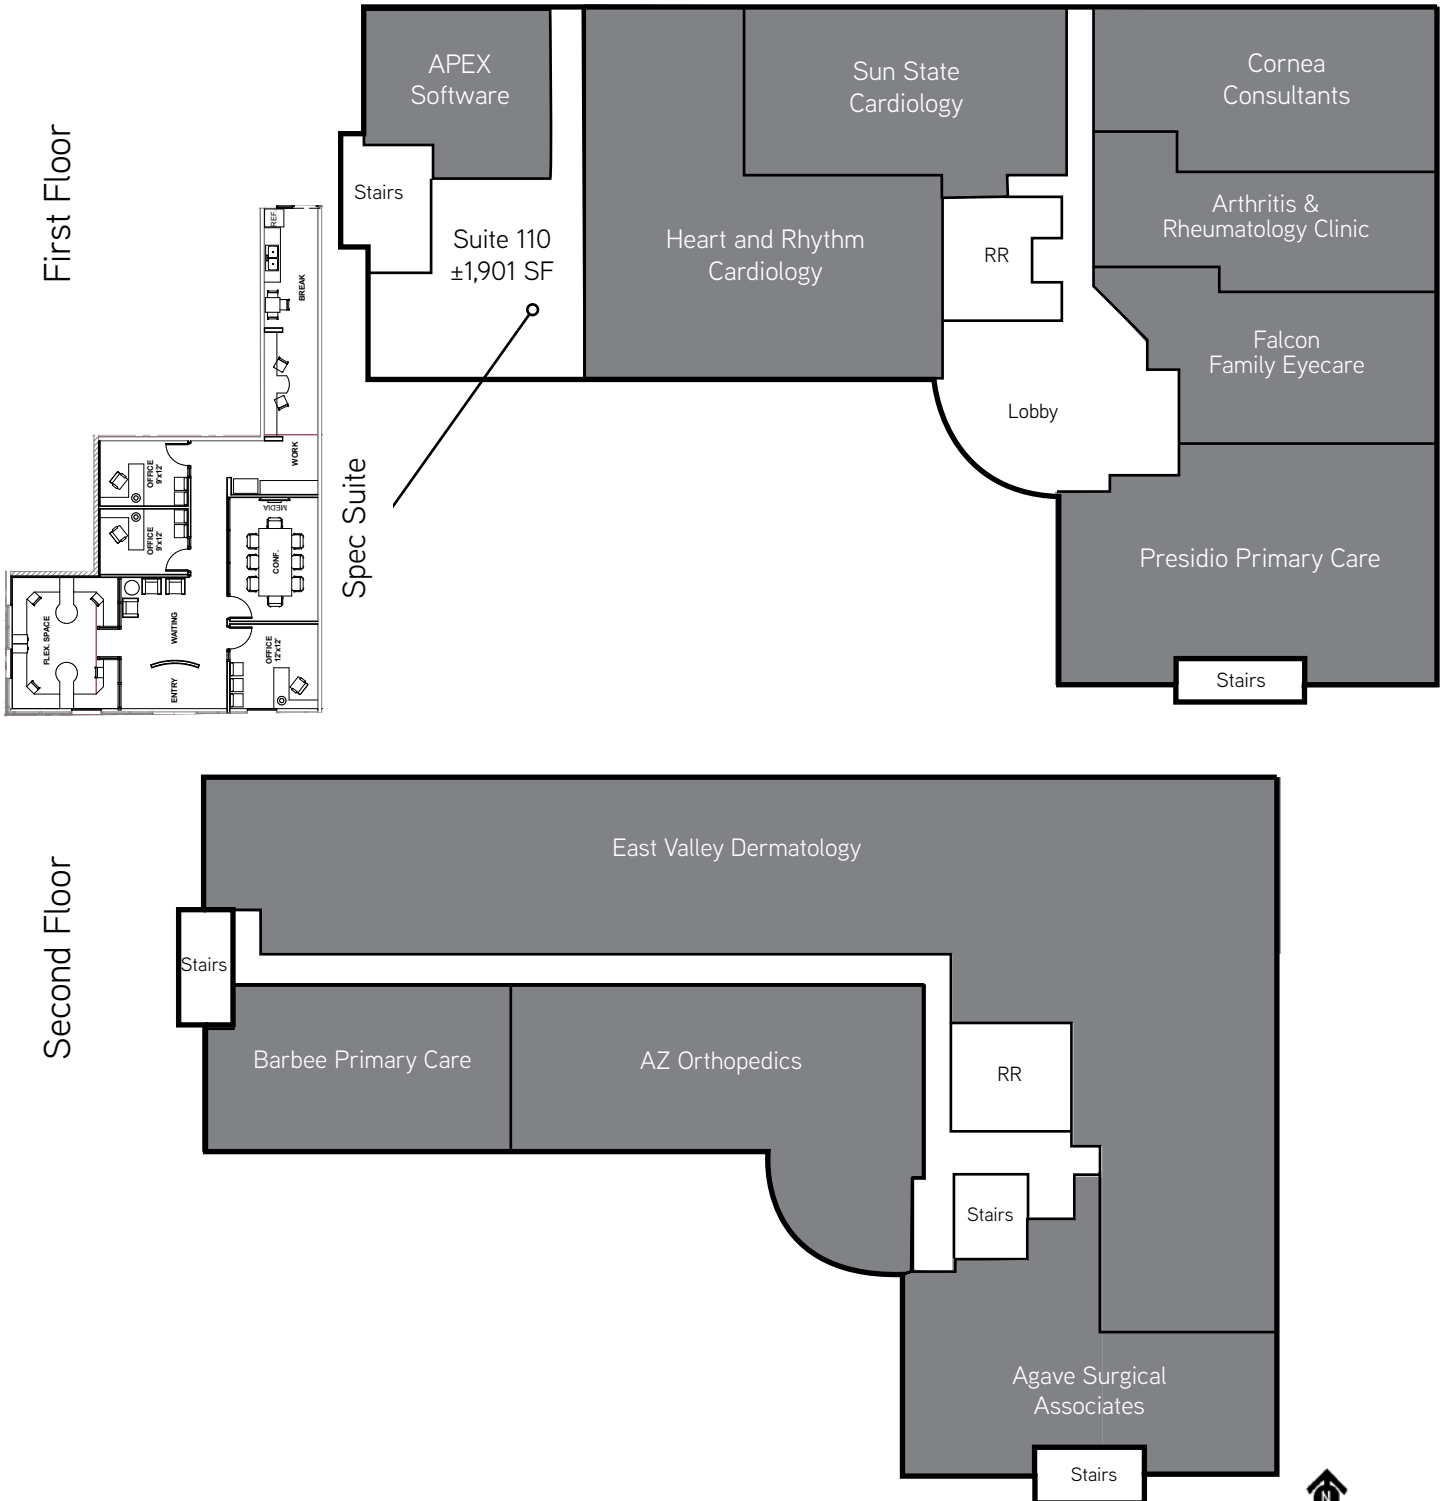 First Floor
APEX
Software
Sun State
Cardiology
Cornea
Consultants
Stairs
Suite 110
±1,901 SF
Heart and Rhythm
Cardiology
RR
Arthritis &
Rheumatology Clinic
Falcon
Family Eyecare
Lobby
Presidio Primary Care
Stairs
Spec Suite
REF.
BREAK
WORK
OFFICE
9'x12'
OFFICE
9'x12'
MEDIA
CONF.
FLEX. SPACE
WAITING
ENTRY
OFFICE
12'x12'
Second Floor
East Valley Dermatology
Stairs
Barbee Primary Care
AZ Orthopedics
RR
Stairs
Agave Surgical
Associates
Stairs
N